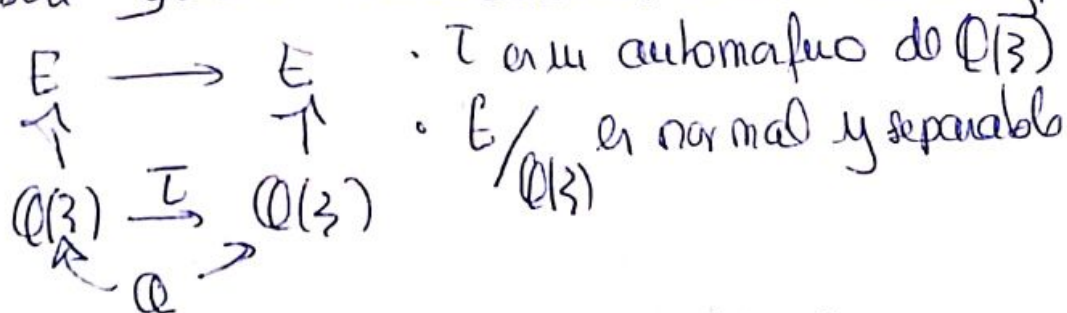 E ⟶ E · τ es un automorfismo de ℚ(ξ)
↑ ↑ · E/ℚ(ξ) es normal y separable
ℚ(ξ) τ⟶ ℚ(ξ)
ℚ